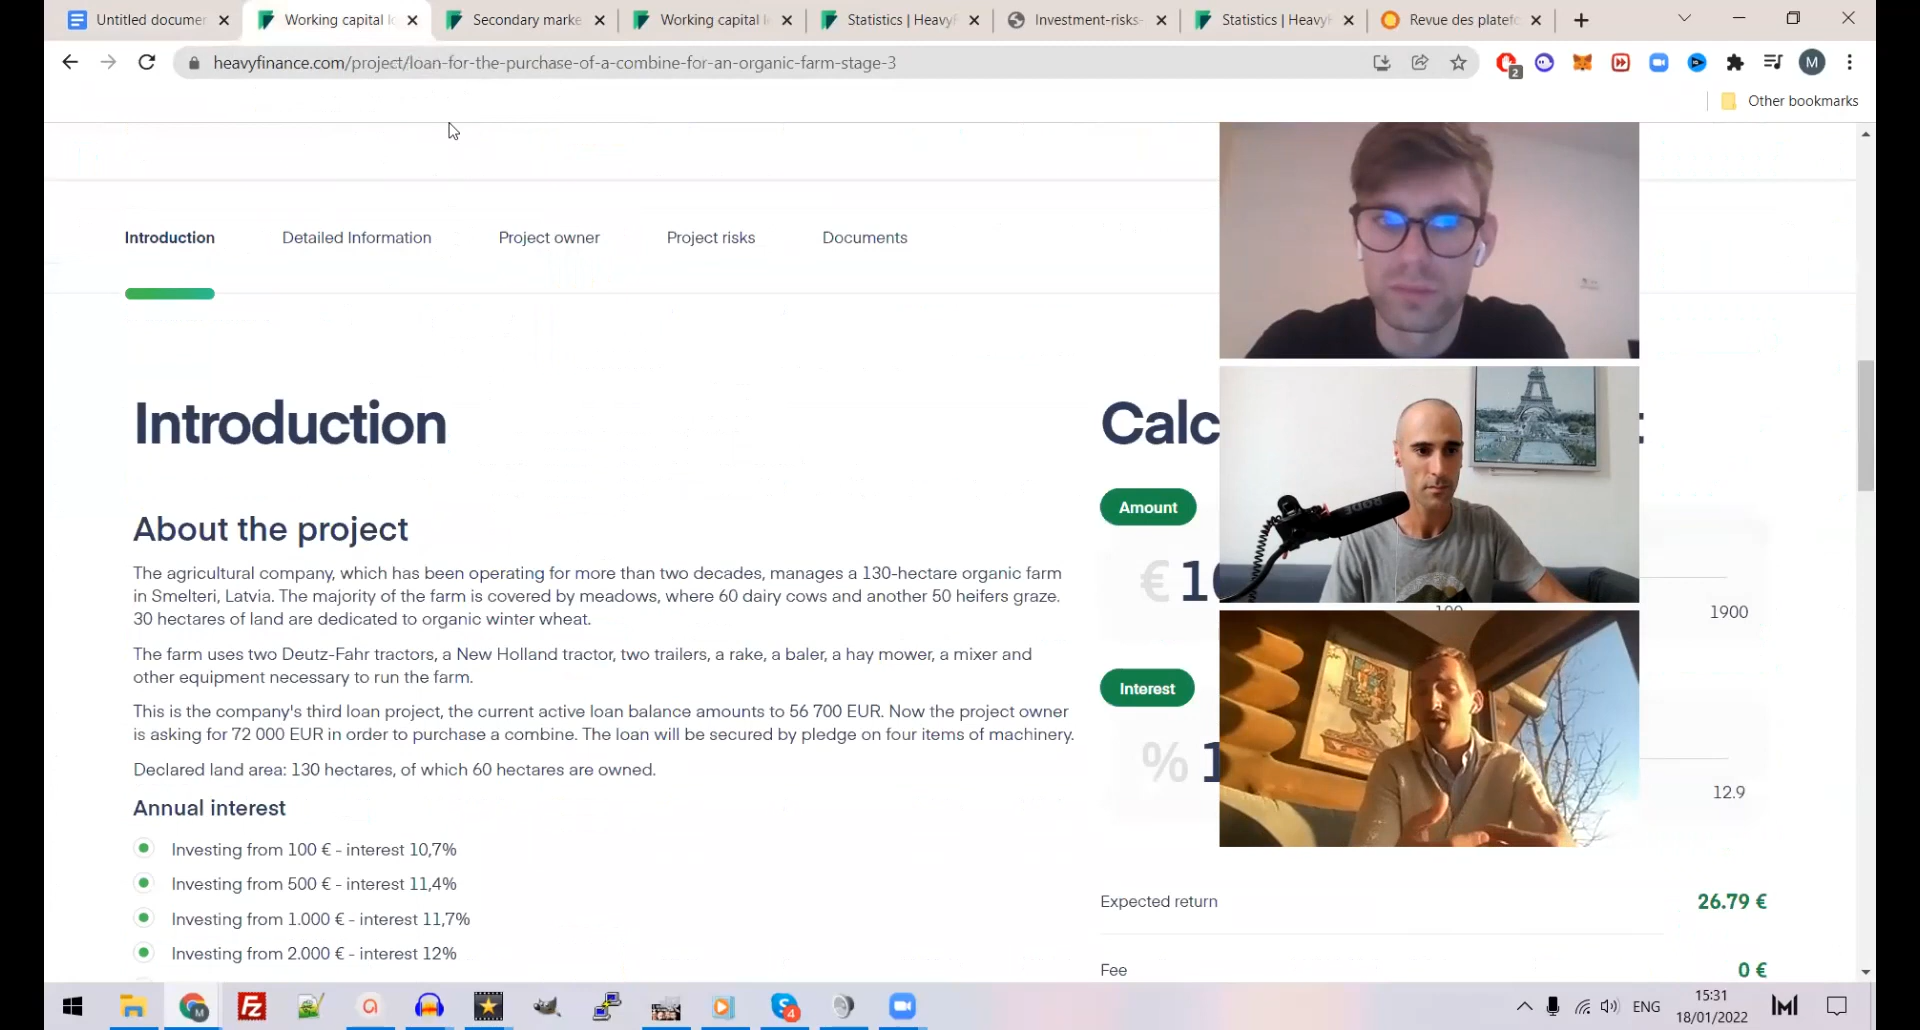 Untitled documer
Working capital lo
Secondary marke
Working capital l
Statistics | HeavyF
Investment-risks-
Statistics | HeavyF
Revue des platef
heavyfinance.com/project/loan-for-the-purchase-of-a-combine-for-an-organic-farm-stage-3
2
M
Other bookmarks
Introduction
Detailed Information
Project owner
Project risks
Documents
Introduction
About the project
The agricultural company, which has been operating for more than two decades, manages a 130-hectare organic farm
in Smelteri, Latvia. The majority of the farm is covered by meadows, where 60 dairy cows and another 50 heifers graze.
30 hectares of land are dedicated to organic winter wheat.
The farm uses two Deutz-Fahr tractors, a New Holland tractor, two trailers, a rake, a baler, a hay mower, a mixer and
other equipment necessary to run the farm.
This is the company's third loan project, the current active loan balance amounts to 56 700 EUR. Now the project owner
is asking for 72 000 EUR in order to purchase a combine. The loan will be secured by pledge on four items of machinery.
Declared land area: 130 hectares, of which 60 hectares are owned.
Annual interest
Investing from 100 € - interest 10,7%
Investing from 500 € - interest 11,4%
Investing from 1.000 € - interest 11,7%
Investing from 2.000 € - interest 12%
Calc
Amount
€ 10
1900
Interest
% 1
12.9
RODE
Expected return
26.79 €
Fee
0 €
4
ENG
15:31
18/01/2022